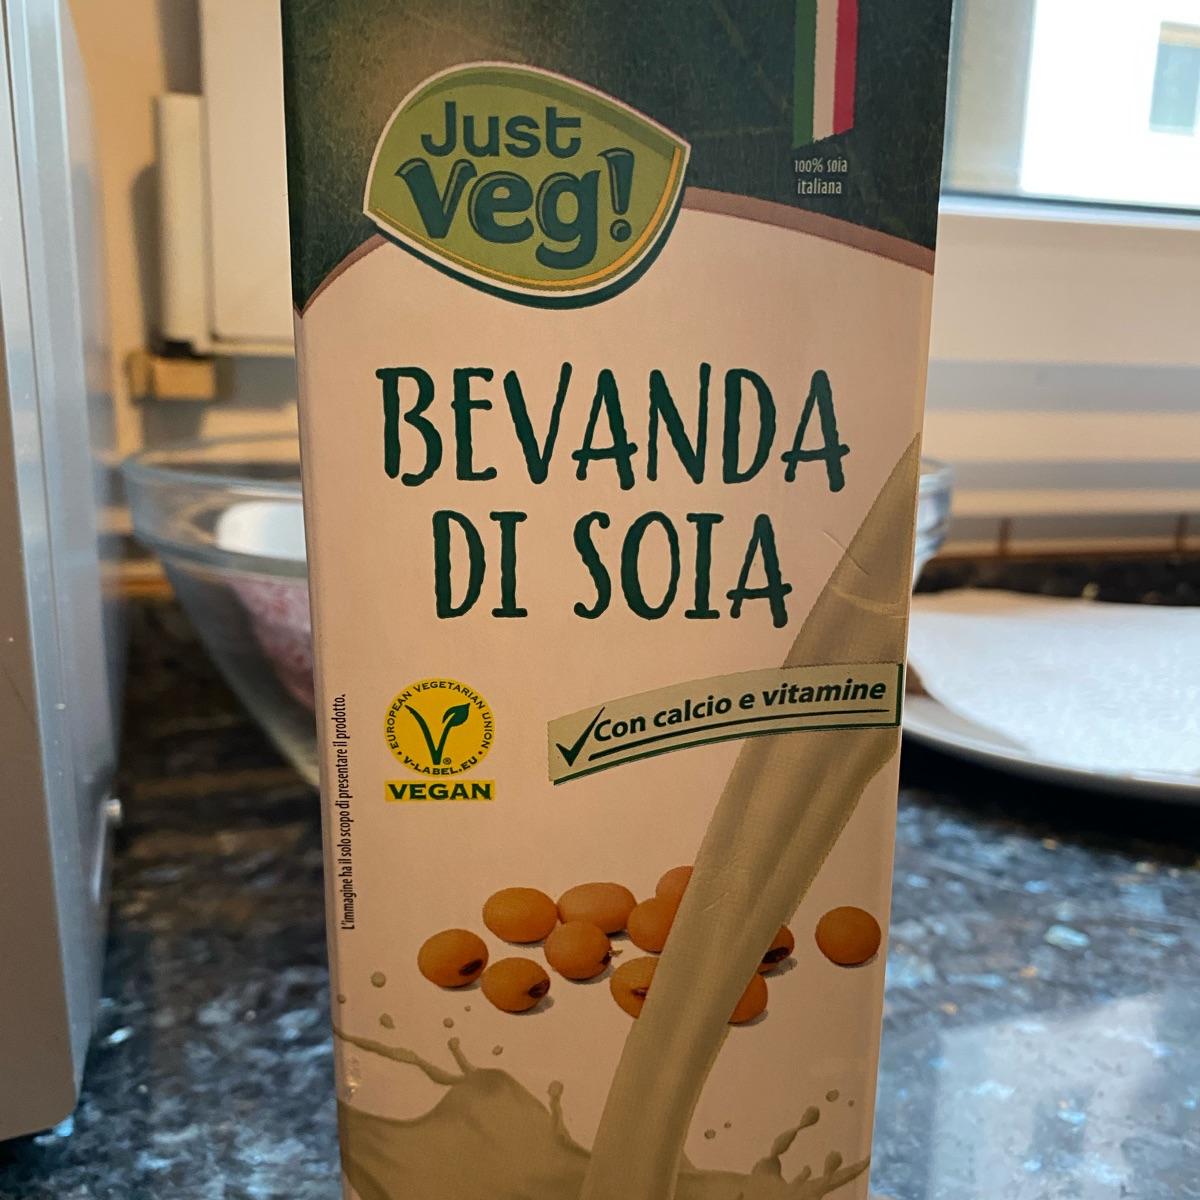 Just
Veg!
100% soia
italiana
BEVANDA
DI SOIA
Con calcio e vitamine
EUROPEAN VEGETARIAN UNION
• V-LABEL.EU •
®
VEGAN
L'immagine ha il solo scopo di presentare il prodotto.